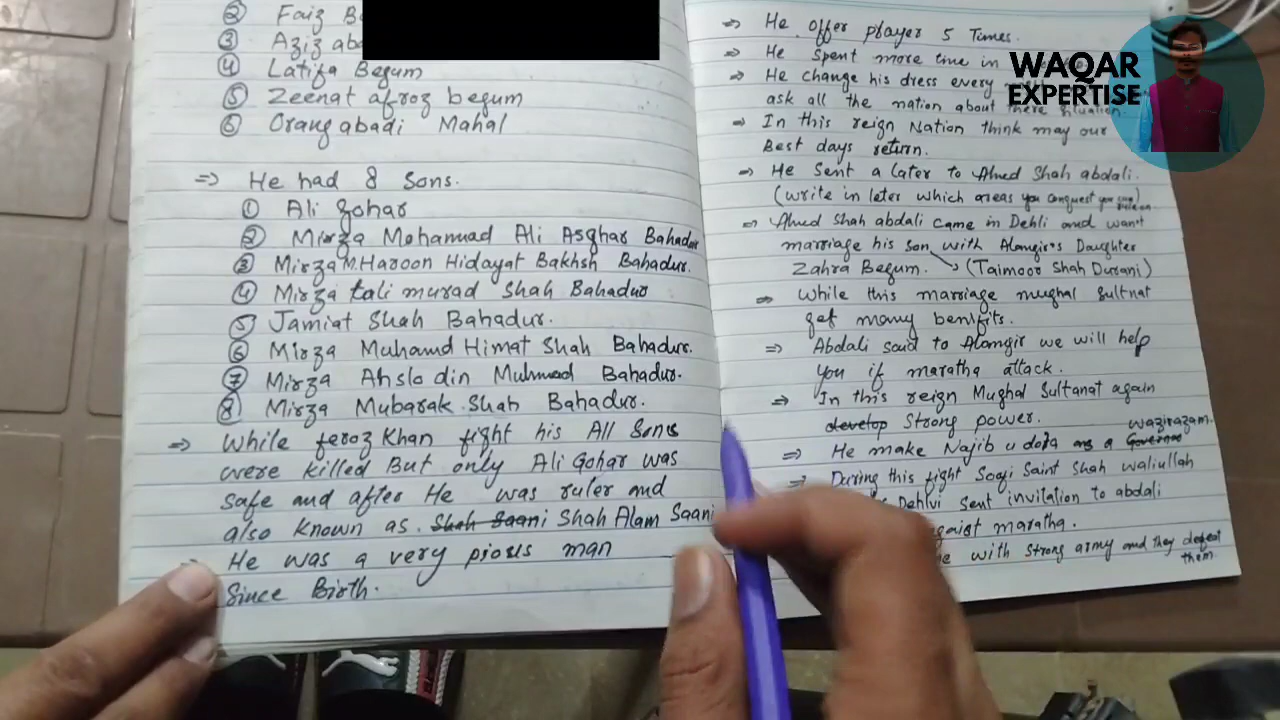 ② Faiz
③ Aziz
④ Latifa Begum
⑤ Zeenat afroz begum
⑥ Orangabadi Mahal
⇒ He had 8 Sons.
① Ali gohar
② Mirza Mohamad Ali Asghar Bahadur
③ Mirza M. Haroon Hidayat Bakhsh Bahadur.
④ Mirza tali murad Shah Bahadur
⑤ Jamiat Shah Bahadur.
⑥ Mirza Muhamd Himat Shah Bahadur.
⑦ Mirza Ahslo din Muhmad Bahadur.
⑧ Mirza Mubarak Shah Bahadur.
⇒ While feroz Khan fight his All Sons
were killed But only Ali Gohar was
safe and after He was ruler and
also known as Shah Saani Shah Alam Saani
⇒ He was a very pious man
Since Birth.
⇒ He offer player 5 Times.
⇒ He Spent more time in
⇒ He change his dress every
ask all the nation about there situation.
⇒ In this reign Nation think may our
Best days return.
⇒ He Sent a later to Ahmed Shah abdali.
(write in later which areas you conquest you
⇒ Ahmed Shah abdali came in Dehli and want
marriage his son with Alamgir's Daughter
Zahra Begum. → (Taimoor Shah Durani)
⇒ While this marriage mughal Sultnat
get many benifits.
⇒ Abdali said to Alamgir we will help
you if maratha attack.
⇒ In this reign Mughal Sultanat again
develop Strong power.
⇒ He make Najib u dola as a Governor wazirazam.
⇒ During this fight Sogi Saint Shah waliullah
Dehlvi sent invitation to abdali
against maratha.
with strong army and they defeat
them
WAQAR
EXPERTISE